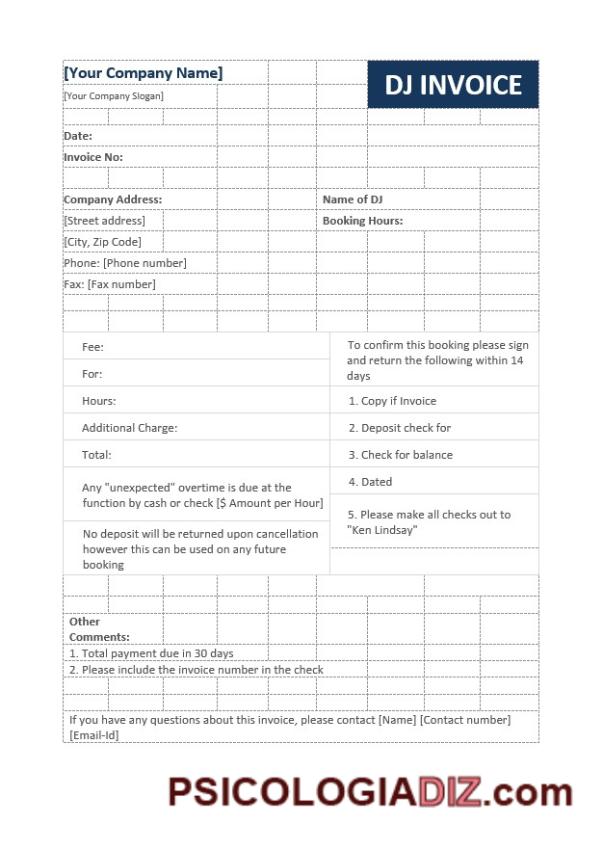 [Your Company Name]
DJ INVOICE
[Your Company Slogan]
Date:
Invoice No:
Company Address:
Name of DJ
[Street address]
Booking Hours:
[City, Zip Code]
Phone: [Phone number]
Fax: [Fax number]
Fee:
For:
Hours:
Additional Charge:
Total:
Any "unexpected" overtime is due at the
function by cash or check [$ Amount per Hour]
No deposit will be returned upon cancellation
however this can be used on any future
booking
To confirm this booking please sign
and return the following within 14
days
1. Copy if Invoice
2. Deposit check for
3. Check for balance
4. Dated
5. Please make all checks out to
"Ken Lindsay"
Other
Comments:
1. Total payment due in 30 days
2. Please include the invoice number in the check
If you have any questions about this invoice, please contact [Name] [Contact number]
[Email-Id]
PSICOLOGIADIZ.com